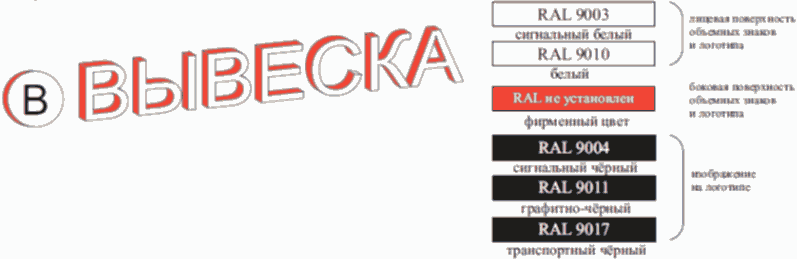 В ВЫВЕСКА
RAL 9003
сигнальный белый
RAL 9010
белый
лицевая поверхность
объемных знаков
и логотипа
RAL не установлен
фирменный цвет
боковая поверхность
объемных знаков
и логотипа
RAL 9004
сигнальный чёрный
RAL 9011
графитно-чёрный
RAL 9017
транспортный чёрный
изображение
на логотипе